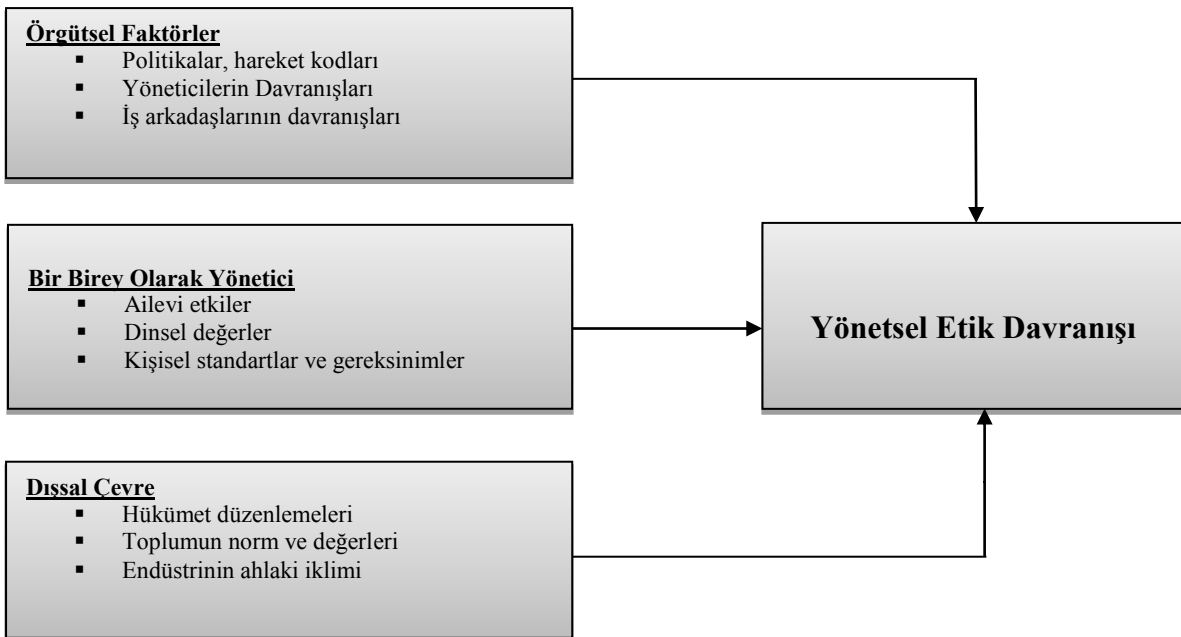 Örgütsel Faktörler
▪ Politikalar, hareket kodları
▪ Yöneticilerin Davranışları
▪ İş arkadaşlarının davranışları
Bir Birey Olarak Yönetici
▪ Ailevi etkiler
▪ Dinsel değerler
▪ Kişisel standartlar ve gereksinimler
Yönetsel Etik Davranışı
Dışsal Çevre
▪ Hükümet düzenlemeleri
▪ Toplumun norm ve değerleri
▪ Endüstrinin ahlaki iklimi